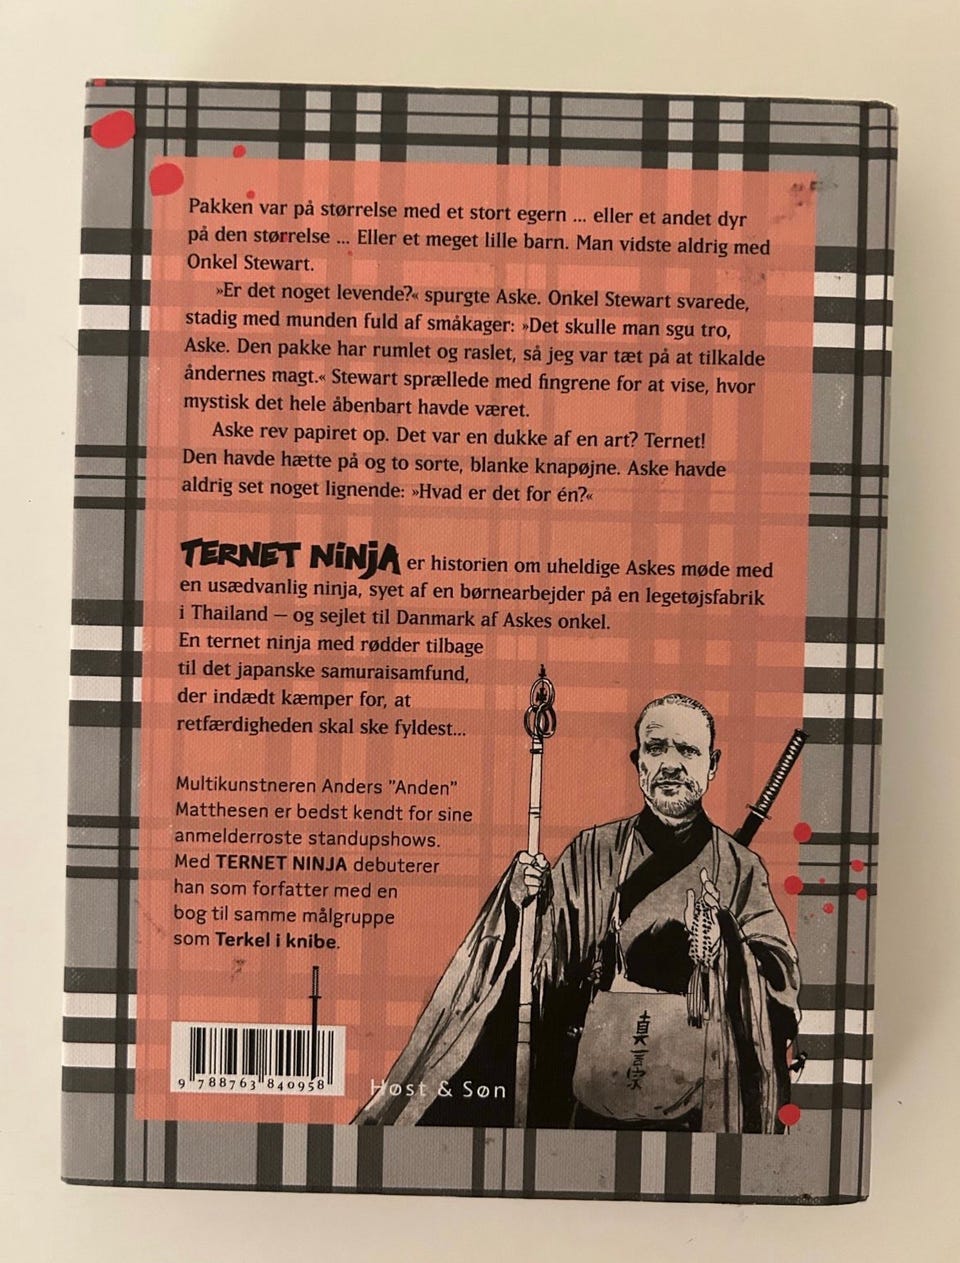 Pakken var på størrelse med et stort egern ... eller et andet dyr
på den størrelse ... Eller et meget lille barn. Man vidste aldrig med
Onkel Stewart.
»Er det noget levende?« spurgte Aske. Onkel Stewart svarede,
stadig med munden fuld af småkager: »Det skulle man sgu tro,
Aske. Den pakke har rumlet og raslet, så jeg var tæt på at tilkalde
åndernes magt.« Stewart sprællede med fingrene for at vise, hvor
mystisk det hele åbenbart havde været.
Aske rev papiret op. Det var en dukke af en art? Ternet!
Den havde hætte på og to sorte, blanke knapøjne. Aske havde
aldrig set noget lignende: »Hvad er det for én?«
TERNET NINJA er historien om uheldige Askes møde med
en usædvanlig ninja, syet af en børnearbejder på en legetøjsfabrik
i Thailand – og sejlet til Danmark af Askes onkel.
En ternet ninja med rødder tilbage
til det japanske samuraisamfund,
der indædt kæmper for, at
retfærdigheden skal ske fyldest...
Multikunstneren Anders "Anden"
Matthesen er bedst kendt for sine
anmelderroste standupshows.
Med TERNET NINJA debuterer
han som forfatter med en
bog til samme målgruppe
som Terkel i knibe.
真言宗
9 788763 840958
Høst & Søn